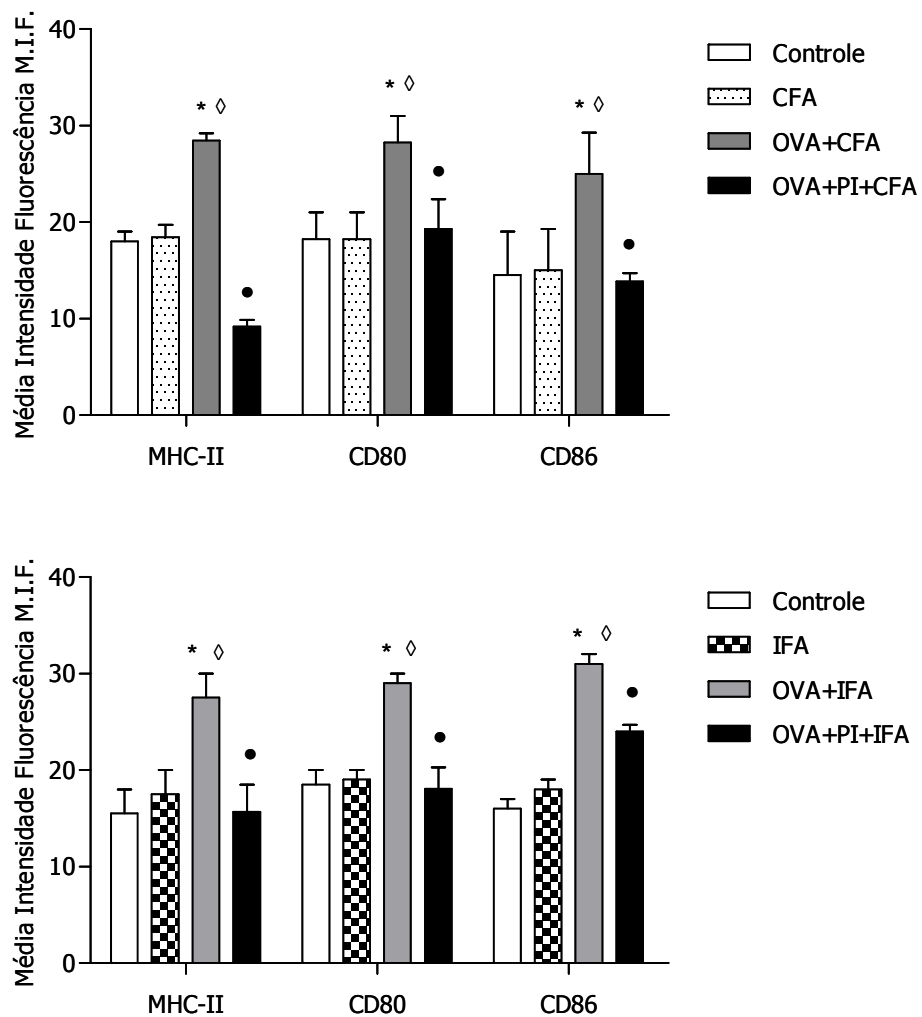 Média Intensidade Fluorescência M.I.F.
40
30
20
10
0
* ◊
•
* ◊
•
* ◊
•
MHC-II
CD80
CD86
Controle
CFA
OVA+CFA
OVA+PI+CFA
Média Intensidade Fluorescência M.I.F.
40
30
20
10
0
* ◊
•
* ◊
•
* ◊
•
MHC-II
CD80
CD86
Controle
IFA
OVA+IFA
OVA+PI+IFA